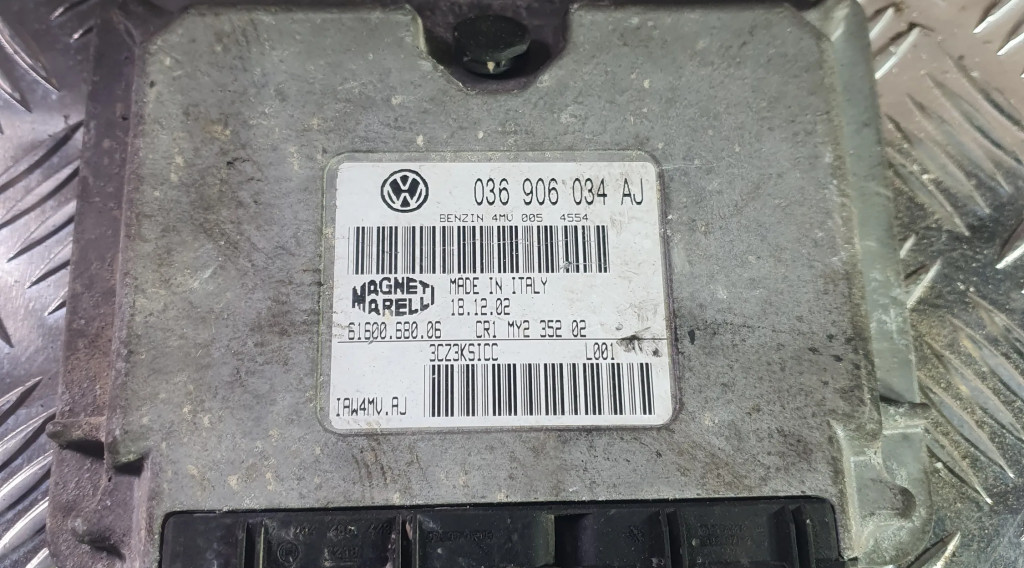 036 906 034 AJ
BENZIN 4MV 005 4554
MAGNETI MARELLI
MADE IN ITALY
18.12.02
61600.680.06 CR1 MY2 352 02
3CZ3KSICC L001
IAW4MV.AJ